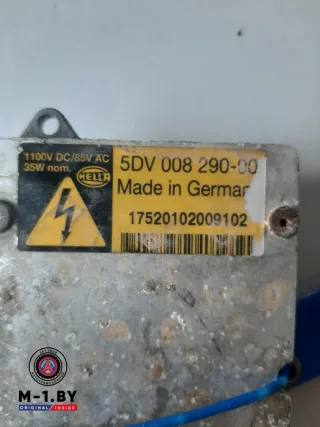 1100V DC/85V AC
35W nom.
HELLA
5DV 008 290-00
Made in German
17520102009102
M-1.BY
ORIGINAL INSIDE